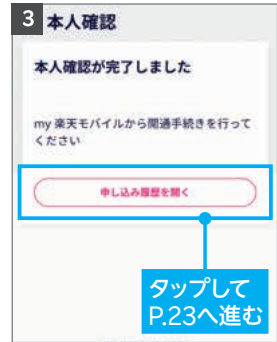 3 本人確認
本人確認が完了しました
my 楽天モバイルから開通手続きを行って
ください
申し込み履歴を開く
タップして
P.23へ進む